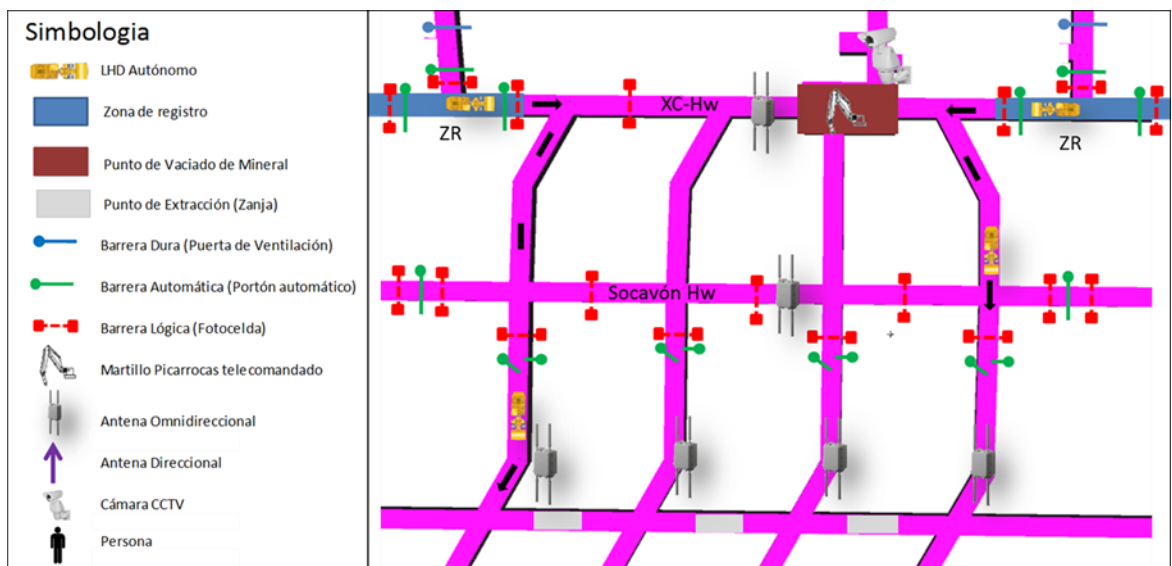 Simbologia
LHD Autónomo
Zona de registro
Punto de Vaciado de Mineral
Punto de Extracción (Zanja)
Barrera Dura (Puerta de Ventilación)
Barrera Automática (Portón automático)
Barrera Lógica (Fotocelda)
Martillo Picarrocas telecomandado
Antena Omnidireccional
Antena Direccional
Cámara CCTV
Persona
XC-Hw
ZR
ZR
Socavón Hw